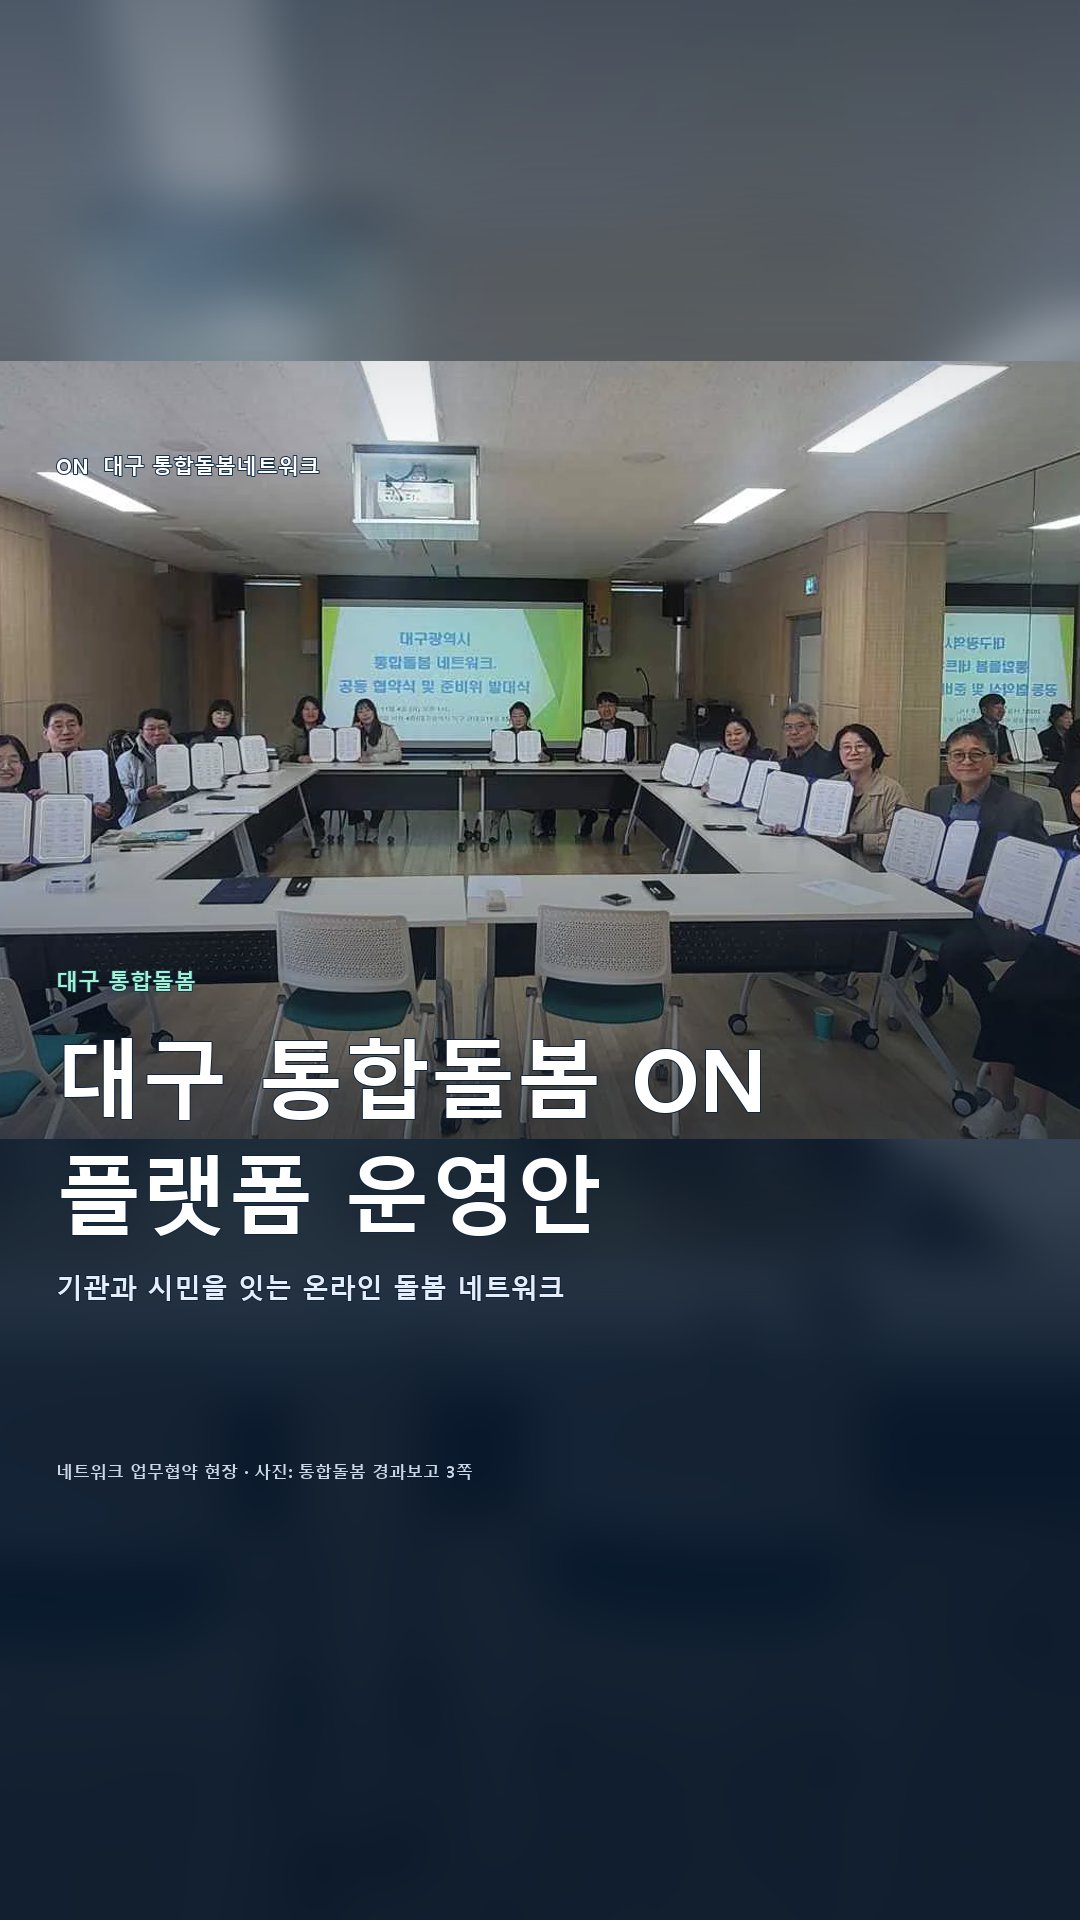 ON 대구 통합돌봄네트워크
대구광역시
통합돌봄 네트워크.
공동 협약식 및 준비위 발대식
대구 통합돌봄
대구 통합돌봄 ON
플랫폼 운영안
기관과 시민을 잇는 온라인 돌봄 네트워크
네트워크 업무협약 현장 · 사진: 통합돌봄 경과보고 3쪽